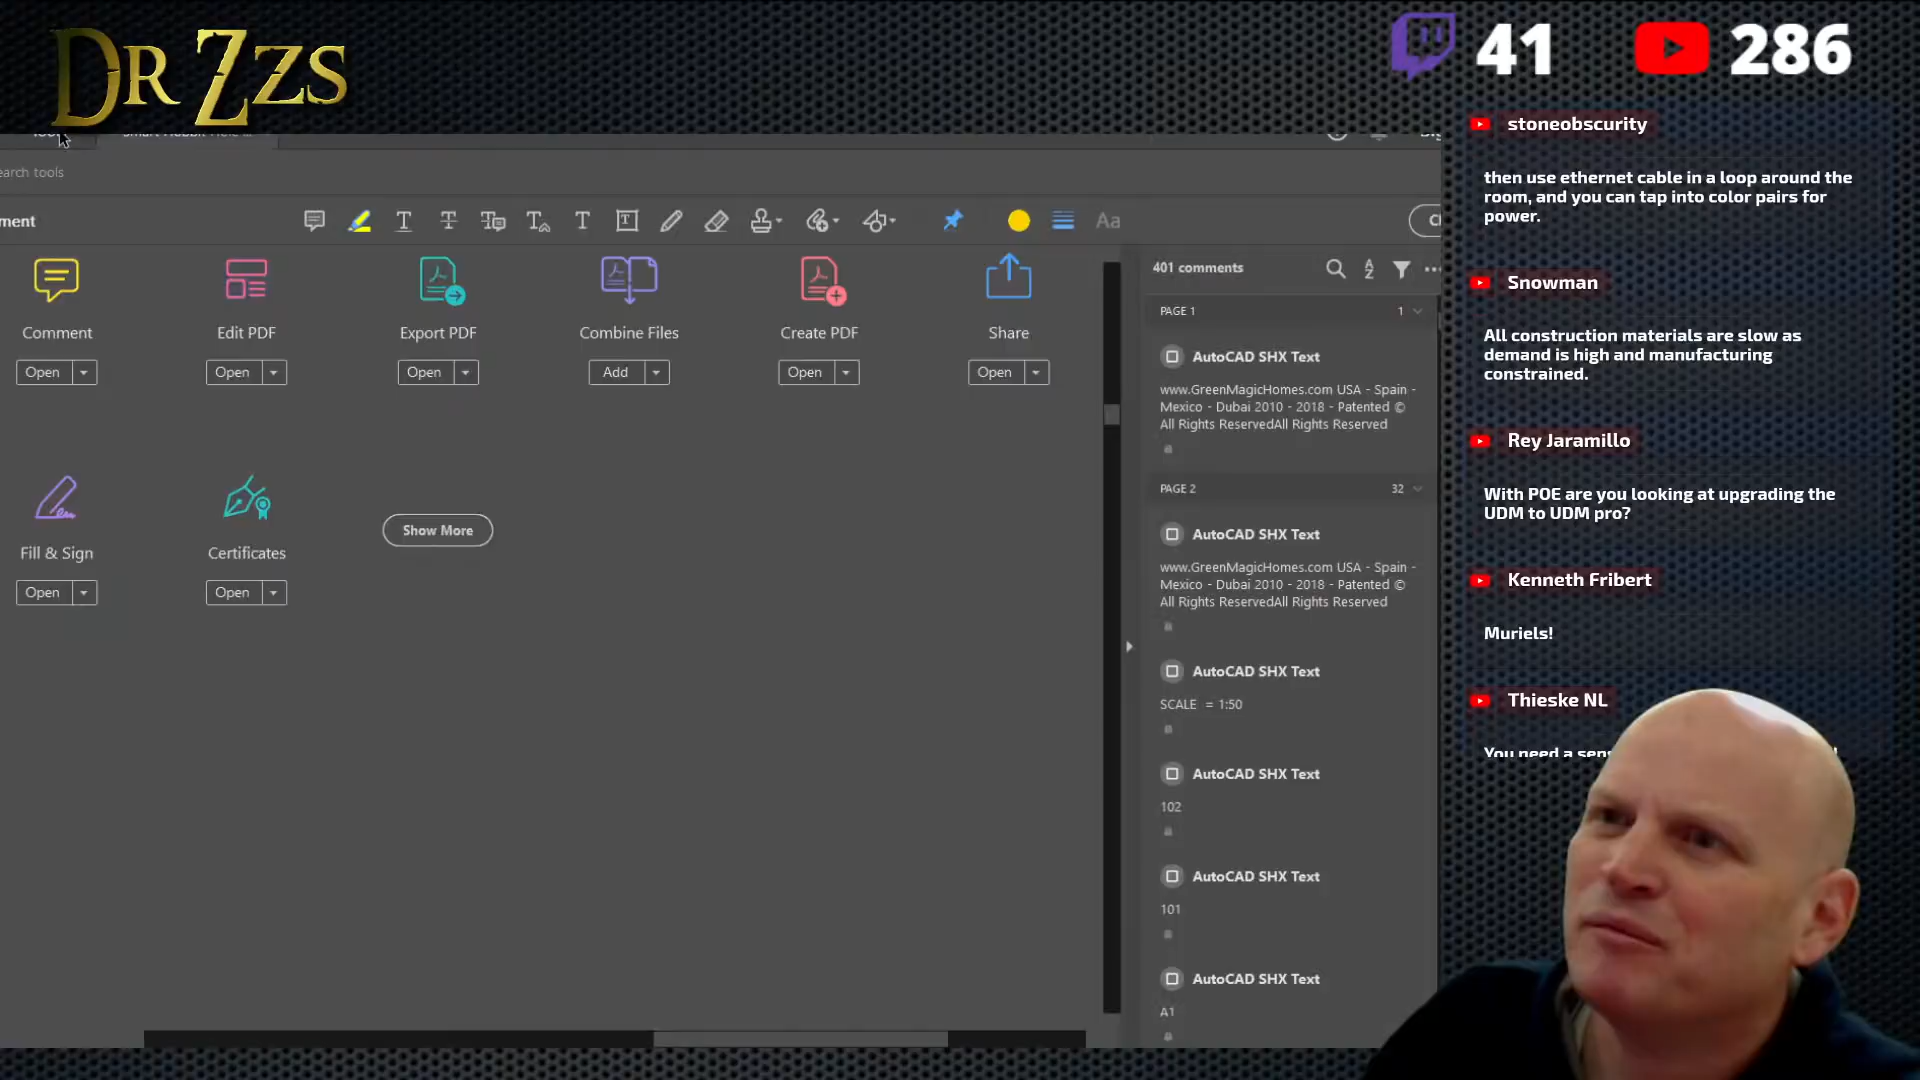 DR ZZS
41
286
earch tools
ment
Aa
Comment
Edit PDF
Export PDF
Combine Files
Create PDF
Share
Open
Open
Open
Add
Open
Open
Fill & Sign
Certificates
Show More
Open
Open
401 comments
PAGE 1
1
AutoCAD SHX Text
www.GreenMagicHomes.com USA - Spain -
Mexico - Dubai 2010 - 2018 - Patented ©
All Rights ReservedAll Rights Reserved
PAGE 2
32
AutoCAD SHX Text
www.GreenMagicHomes.com USA - Spain -
Mexico - Dubai 2010 - 2018 - Patented ©
All Rights ReservedAll Rights Reserved
AutoCAD SHX Text
SCALE = 1:50
AutoCAD SHX Text
102
AutoCAD SHX Text
101
AutoCAD SHX Text
A1
stoneobscurity
then use ethernet cable in a loop around the
room, and you can tap into color pairs for
power.
Snowman
All construction materials are slow as
demand is high and manufacturing
constrained.
Rey Jaramillo
With POE are you looking at upgrading the
UDM to UDM pro?
Kenneth Fribert
Muriels!
Thieske NL
You need a